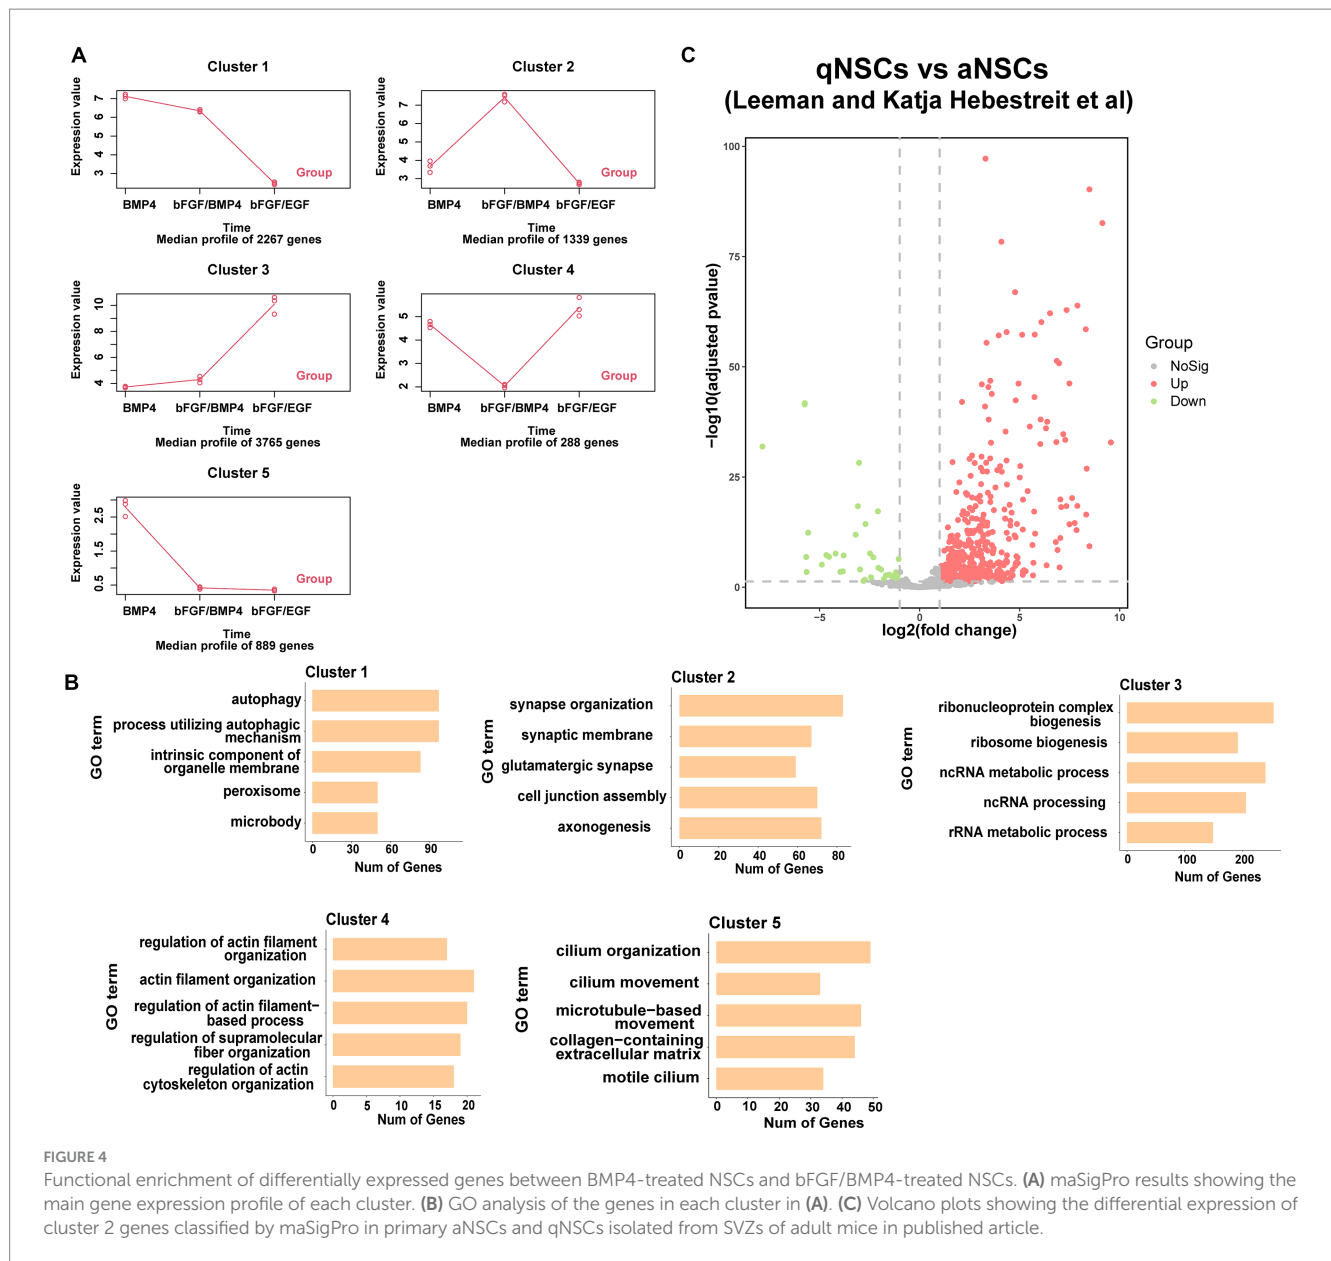 A
Cluster 1
Expression value
7
6
5
4
3
Group
BMP4
bFGF/BMP4
bFGF/EGF
Time
Median profile of 2267 genes
Cluster 2
Expression value
7
6
5
4
3
Group
BMP4
bFGF/BMP4
bFGF/EGF
Time
Median profile of 1339 genes
Cluster 3
Expression value
10
8
6
4
Group
BMP4
bFGF/BMP4
bFGF/EGF
Time
Median profile of 3765 genes
Cluster 4
Expression value
5
4
3
2
Group
BMP4
bFGF/BMP4
bFGF/EGF
Time
Median profile of 288 genes
Cluster 5
Expression value
2.5
1.5
0.5
Group
BMP4
bFGF/BMP4
bFGF/EGF
Time
Median profile of 889 genes
C
qNSCs vs aNSCs
(Leeman and Katja Hebestreit et al)
−log10(adjusted pvalue)
100
75
50
25
0
−5
0
5
10
log2(fold change)
Group
NoSig
Up
Down
B
Cluster 1
GO term
autophagy
process utilizing autophagic
mechanism
intrinsic component of
organelle membrane
peroxisome
microbody
0
30
60
90
Num of Genes
Cluster 2
GO term
synapse organization
synaptic membrane
glutamatergic synapse
cell junction assembly
axonogenesis
0
20
40
60
80
Num of Genes
Cluster 3
GO term
ribonucleoprotein complex
biogenesis
ribosome biogenesis
ncRNA metabolic process
ncRNA processing
rRNA metabolic process
0
100
200
Num of Genes
Cluster 4
GO term
regulation of actin filament
organization
actin filament organization
regulation of actin filament−
based process
regulation of supramolecular
fiber organization
regulation of actin
cytoskeleton organization
0
5
10
15
20
Num of Genes
Cluster 5
GO term
cilium organization
cilium movement
microtubule−based
movement
collagen−containing
extracellular matrix
motile cilium
0
10
20
30
40
50
Num of Genes
FIGURE 4
Functional enrichment of differentially expressed genes between BMP4-treated NSCs and bFGF/BMP4-treated NSCs. (A) maSigPro results showing the
main gene expression profile of each cluster. (B) GO analysis of the genes in each cluster in (A). (C) Volcano plots showing the differential expression of
cluster 2 genes classified by maSigPro in primary aNSCs and qNSCs isolated from SVZs of adult mice in published article.